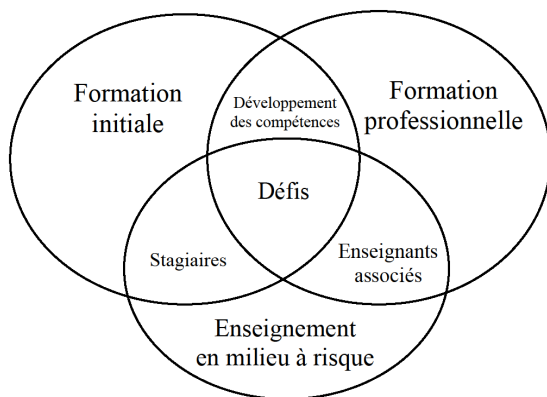 Formation
initiale
Développement
des compétences
Formation
professionnelle
Défis
Stagiaires
Enseignants
associés
Enseignement
en milieu à risque